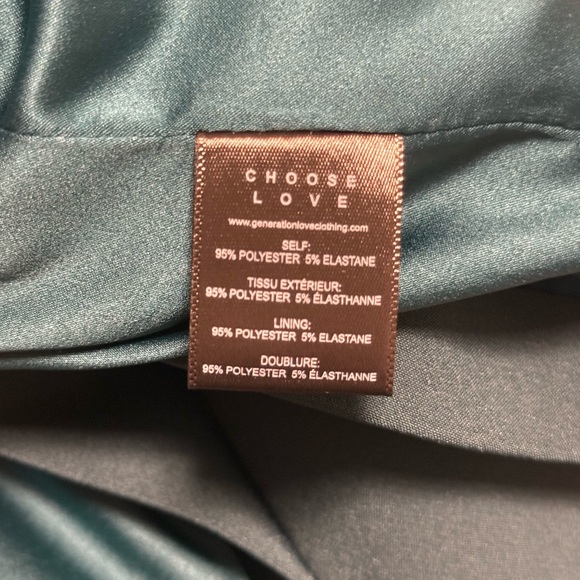 CHOOSE
LOVE
www.generationloveclothing.com
SELF:
95% POLYESTER 5% ELASTANE
TISSU EXTÉRIEUR:
95% POLYESTER 5% ÉLASTHANNE
LINING:
95% POLYESTER 5% ELASTANE
DOUBLURE:
95% POLYESTER 5% ÉLASTHANNE